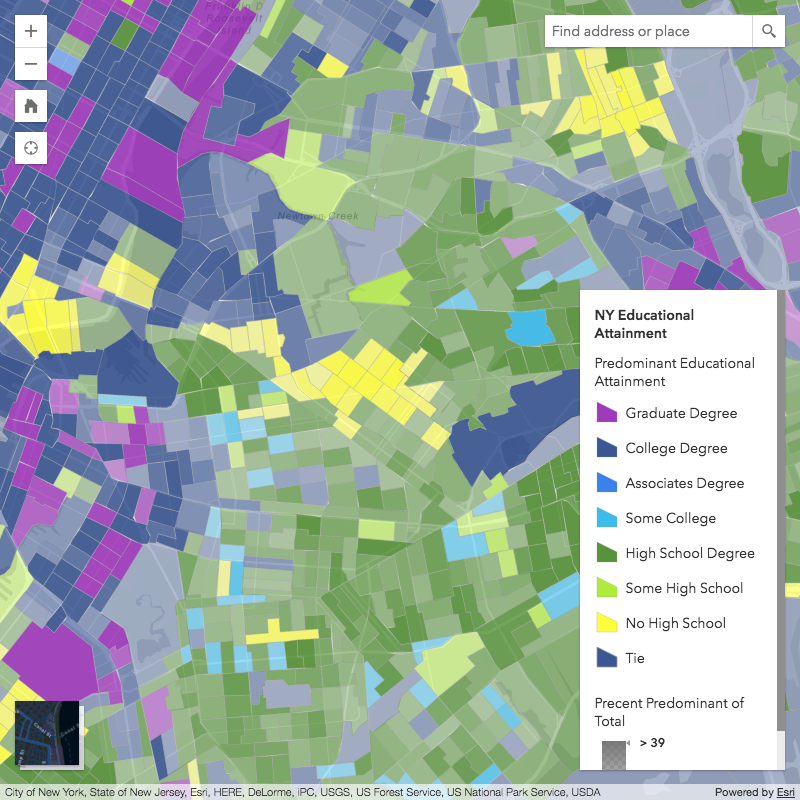 Franklin D
Roosevelt
Island
+
Find address or place
−
Newtown Creek
NY Educational
Attainment
Predominant Educational
Attainment
Graduate Degree
College Degree
Associates Degree
Some College
High School Degree
Some High School
No High School
Tie
Precent Predominant of
Total
> 39
City of New York, State of New Jersey, Esri, HERE, DeLorme, iPC, USGS, US Forest Service, US National Park Service, USDA
Powered by Esri